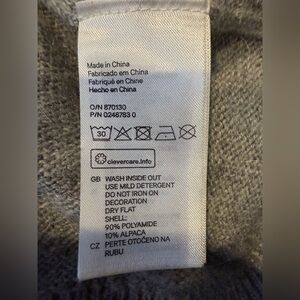 Made in China
Fabricado em China
Fabriqué en Chine
Hecho en China
O/N 870130
P/N 0248783 0
30
clevercare.info
GB WASH INSIDE OUT
USE MILD DETERGENT
DO NOT IRON ON
DECORATION
DRY FLAT
SHELL:
90% POLYAMIDE
10% ALPACA
CZ PERTE OTOČENO NA
RUBU